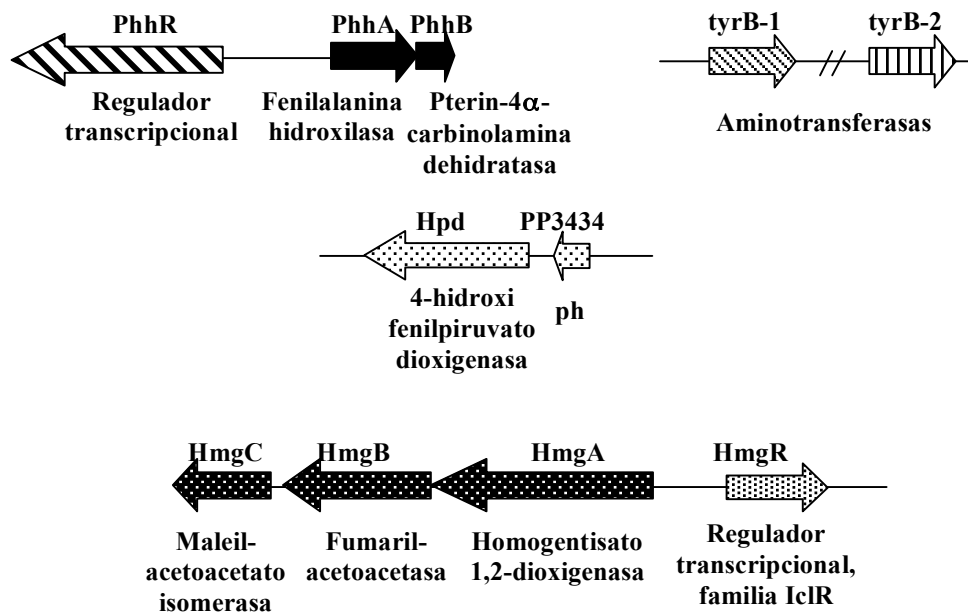 PhhR
PhhA
PhhB
Regulador
transcripcional
Fenilalanina
hidroxilasa
Pterin-4α-
carbinolamina
dehidratasa
tyrB-1
tyrB-2
Aminotransferasas
Hpd
PP3434
4-hidroxi
fenilpiruvato
dioxigenasa
ph
HmgC
HmgB
HmgA
HmgR
Maleil-
acetoacetato
isomerasa
Fumaril-
acetoacetasa
Homogentisato
1,2-dioxigenasa
Regulador
transcripcional,
familia IclR